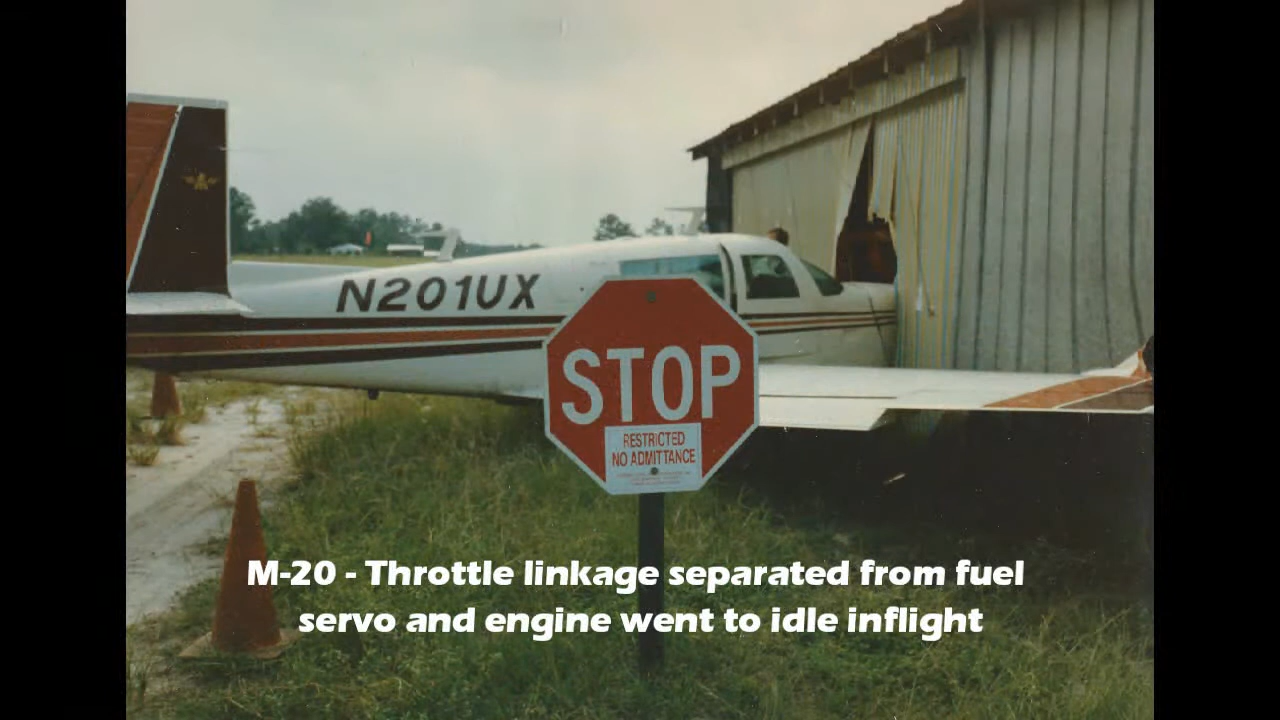 N201UX
STOP
RESTRICTED
NO ADMITTANCE
M-20 - Throttle linkage separated from fuel
servo and engine went to idle inflight